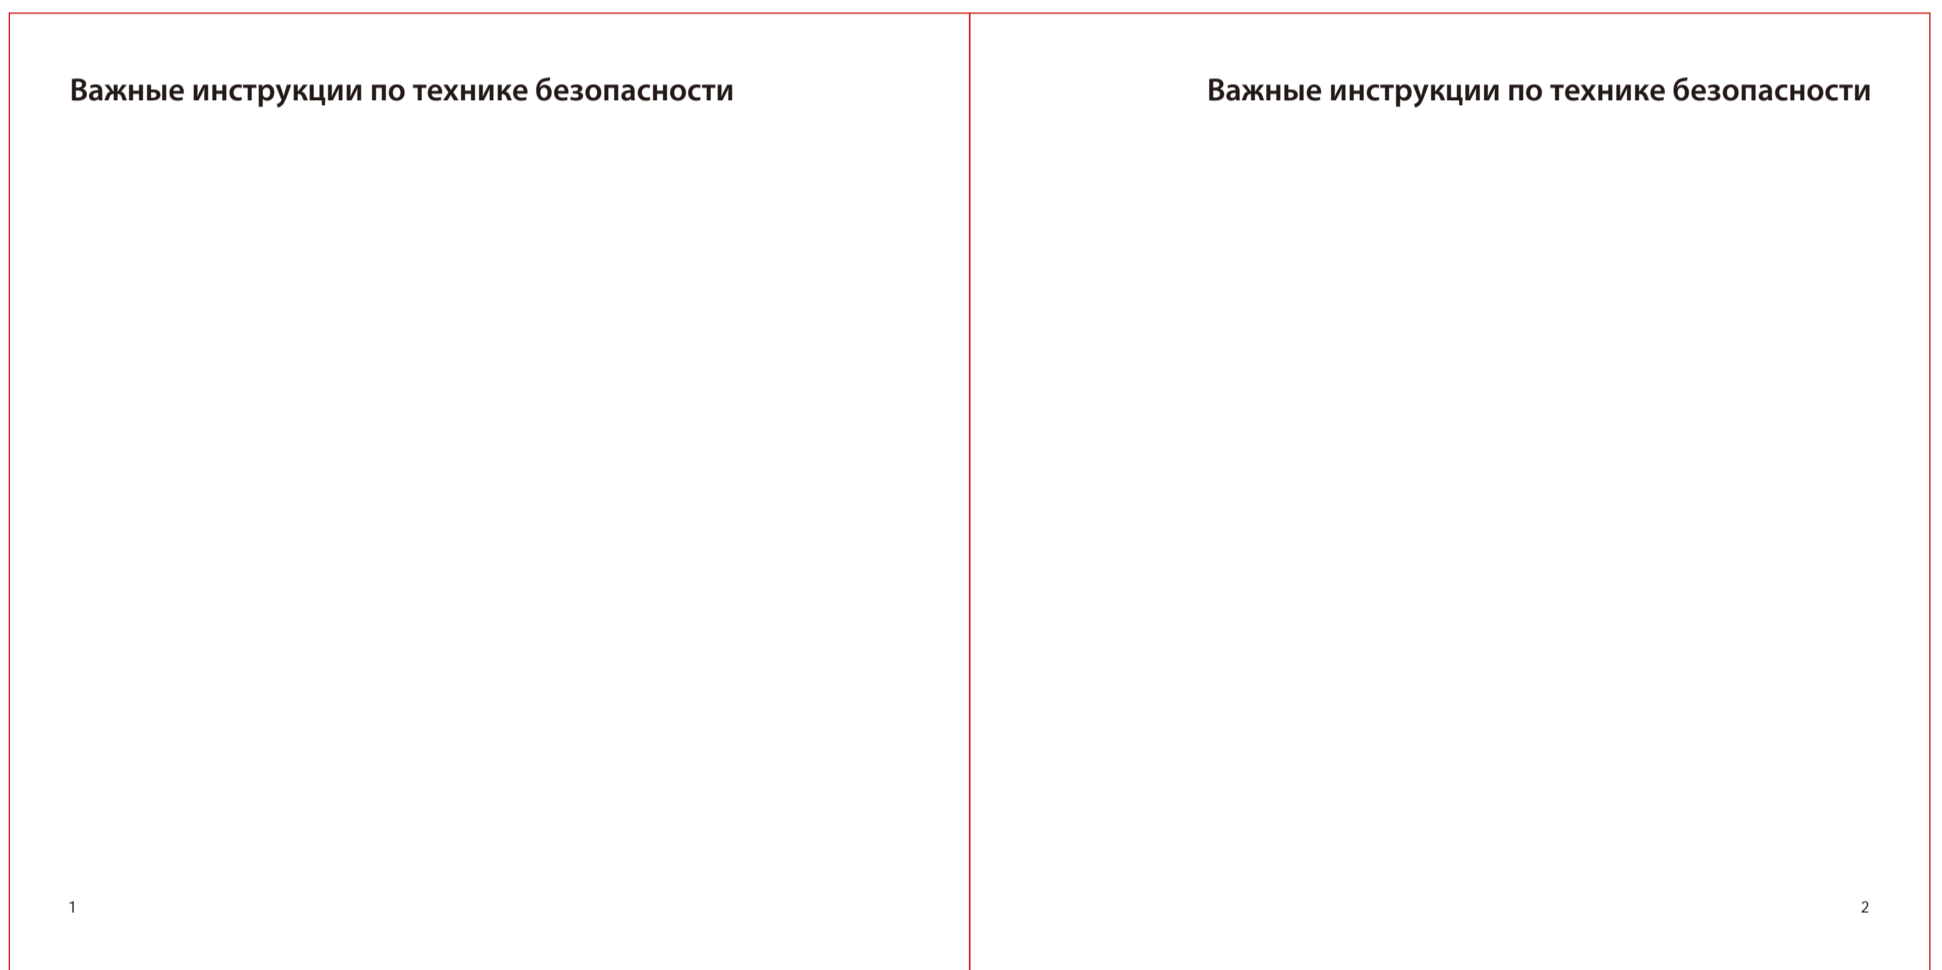 Важные инструкции по технике безопасности
1
Важные инструкции по технике безопасности
2